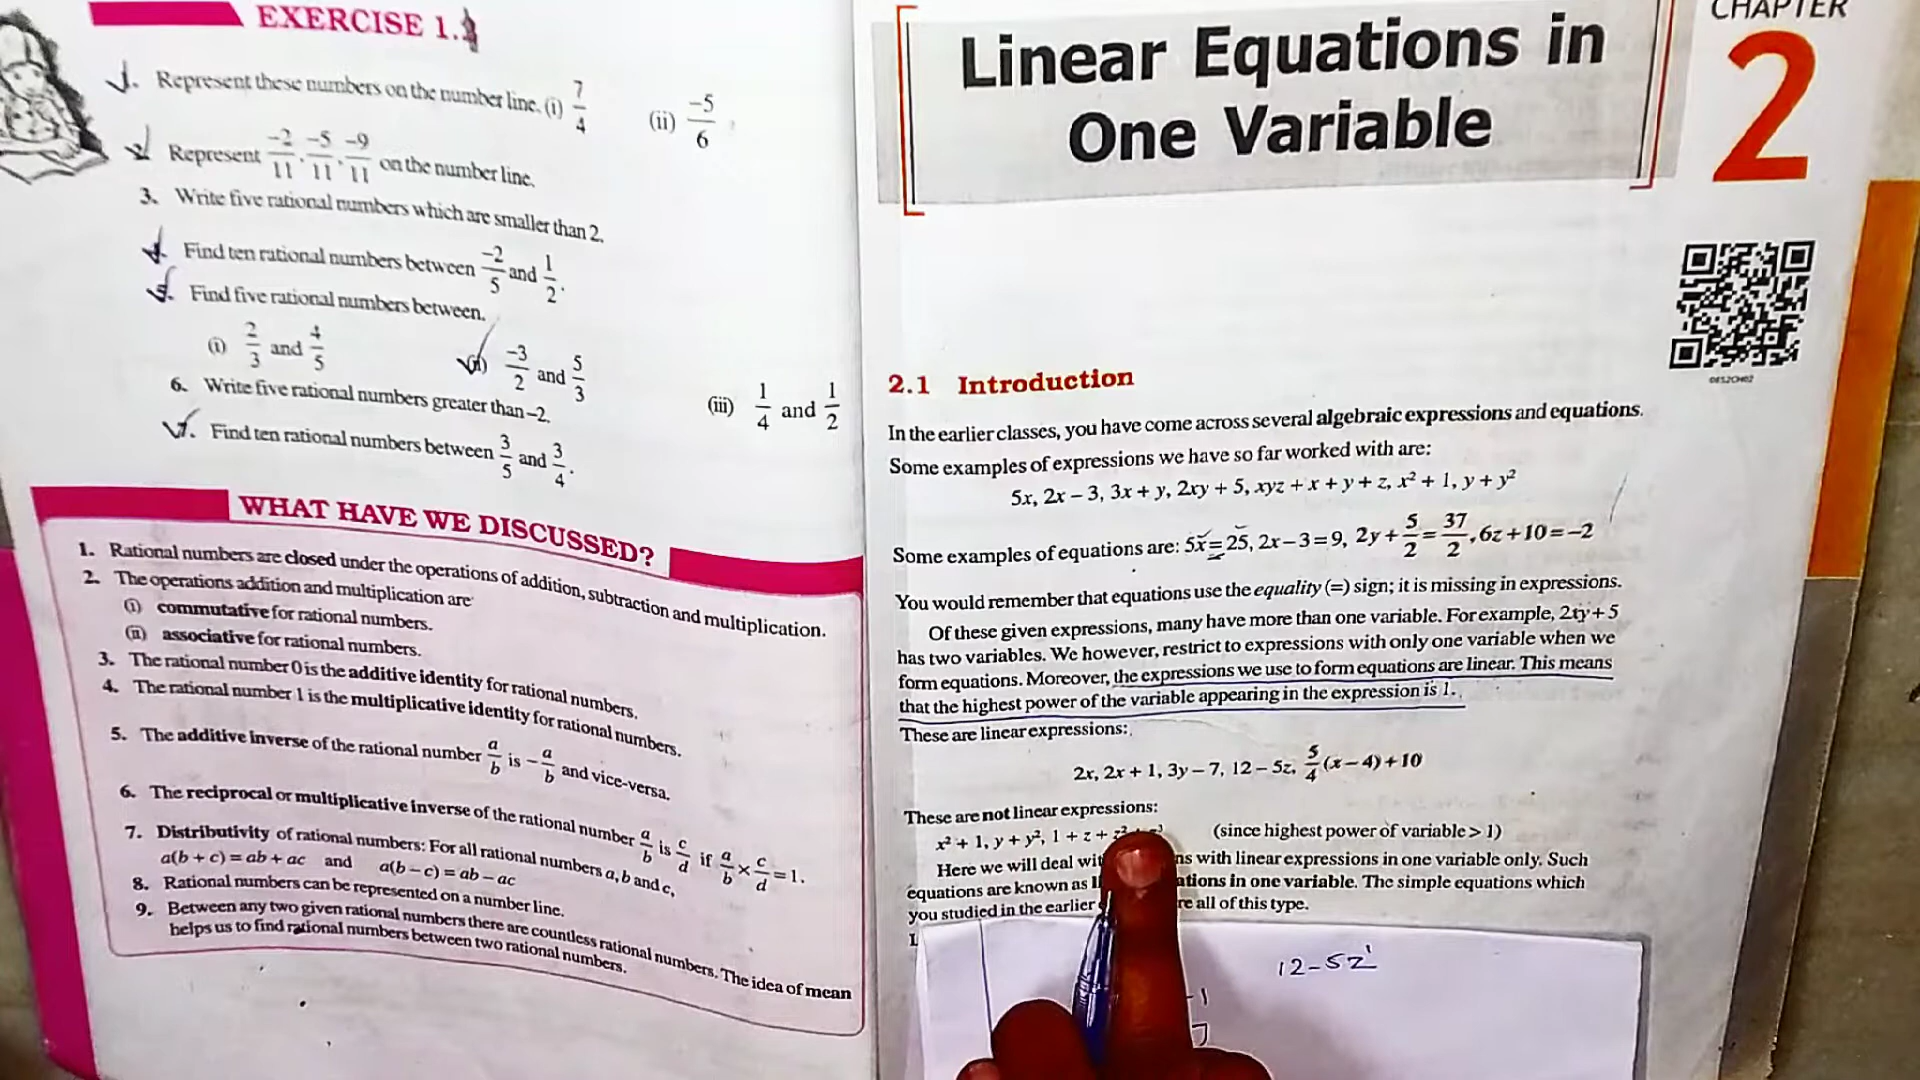 EXERCISE 1.
1. Represent these numbers on the number line. (i) 7/4 (ii) -5/6
Represent -2/11, -5/11, -9/11 on the number line.
3. Write five rational numbers which are smaller than 2.
4. Find ten rational numbers between -2/5 and 1/2.
5. Find five rational numbers between.
(i) 2/3 and 4/5 (ii) -3/2 and 5/3 (iii) 1/4 and 1/2
6. Write five rational numbers greater than –2.
7. Find ten rational numbers between 3/5 and 3/4.
WHAT HAVE WE DISCUSSED?
1. Rational numbers are closed under the operations of addition, subtraction and multiplication.
2. The operations addition and multiplication are
(i) commutative for rational numbers.
(ii) associative for rational numbers.
3. The rational number 0 is the additive identity for rational numbers.
4. The rational number 1 is the multiplicative identity for rational numbers.
5. The additive inverse of the rational number a/b is -a/b and vice-versa.
6. The reciprocal or multiplicative inverse of the rational number a/b is c/d if a/b × c/d = 1.
7. Distributivity of rational numbers: For all rational numbers a, b and c,
a(b + c) = ab + ac and a(b – c) = ab – ac
8. Rational numbers can be represented on a number line.
9. Between any two given rational numbers there are countless rational numbers. The idea of mean
helps us to find rational numbers between two rational numbers.
CHAPTER
2
Linear Equations in
One Variable
0852CH02
2.1 Introduction
In the earlier classes, you have come across several algebraic expressions and equations.
Some examples of expressions we have so far worked with are:
5x, 2x – 3, 3x + y, 2xy + 5, xyz + x + y + z, x² + 1, y + y²
Some examples of equations are: 5x = 25, 2x – 3 = 9, 2y + 5/2 = 37/2, 6z + 10 = –2
You would remember that equations use the equality (=) sign; it is missing in expressions.
Of these given expressions, many have more than one variable. For example, 2xy + 5
has two variables. We however, restrict to expressions with only one variable when we
form equations. Moreover, the expressions we use to form equations are linear. This means
that the highest power of the variable appearing in the expression is 1.
These are linear expressions:
2x, 2x + 1, 3y – 7, 12 – 5z, 5/4(x – 4) + 10
These are not linear expressions:
x² + 1, y + y², 1 + z + z² (since highest power of variable > 1)
Here we will deal with linear expressions in one variable only. Such
equations are known as in one variable. The simple equations which
you studied in the earlier all of this type.
12-5z¹